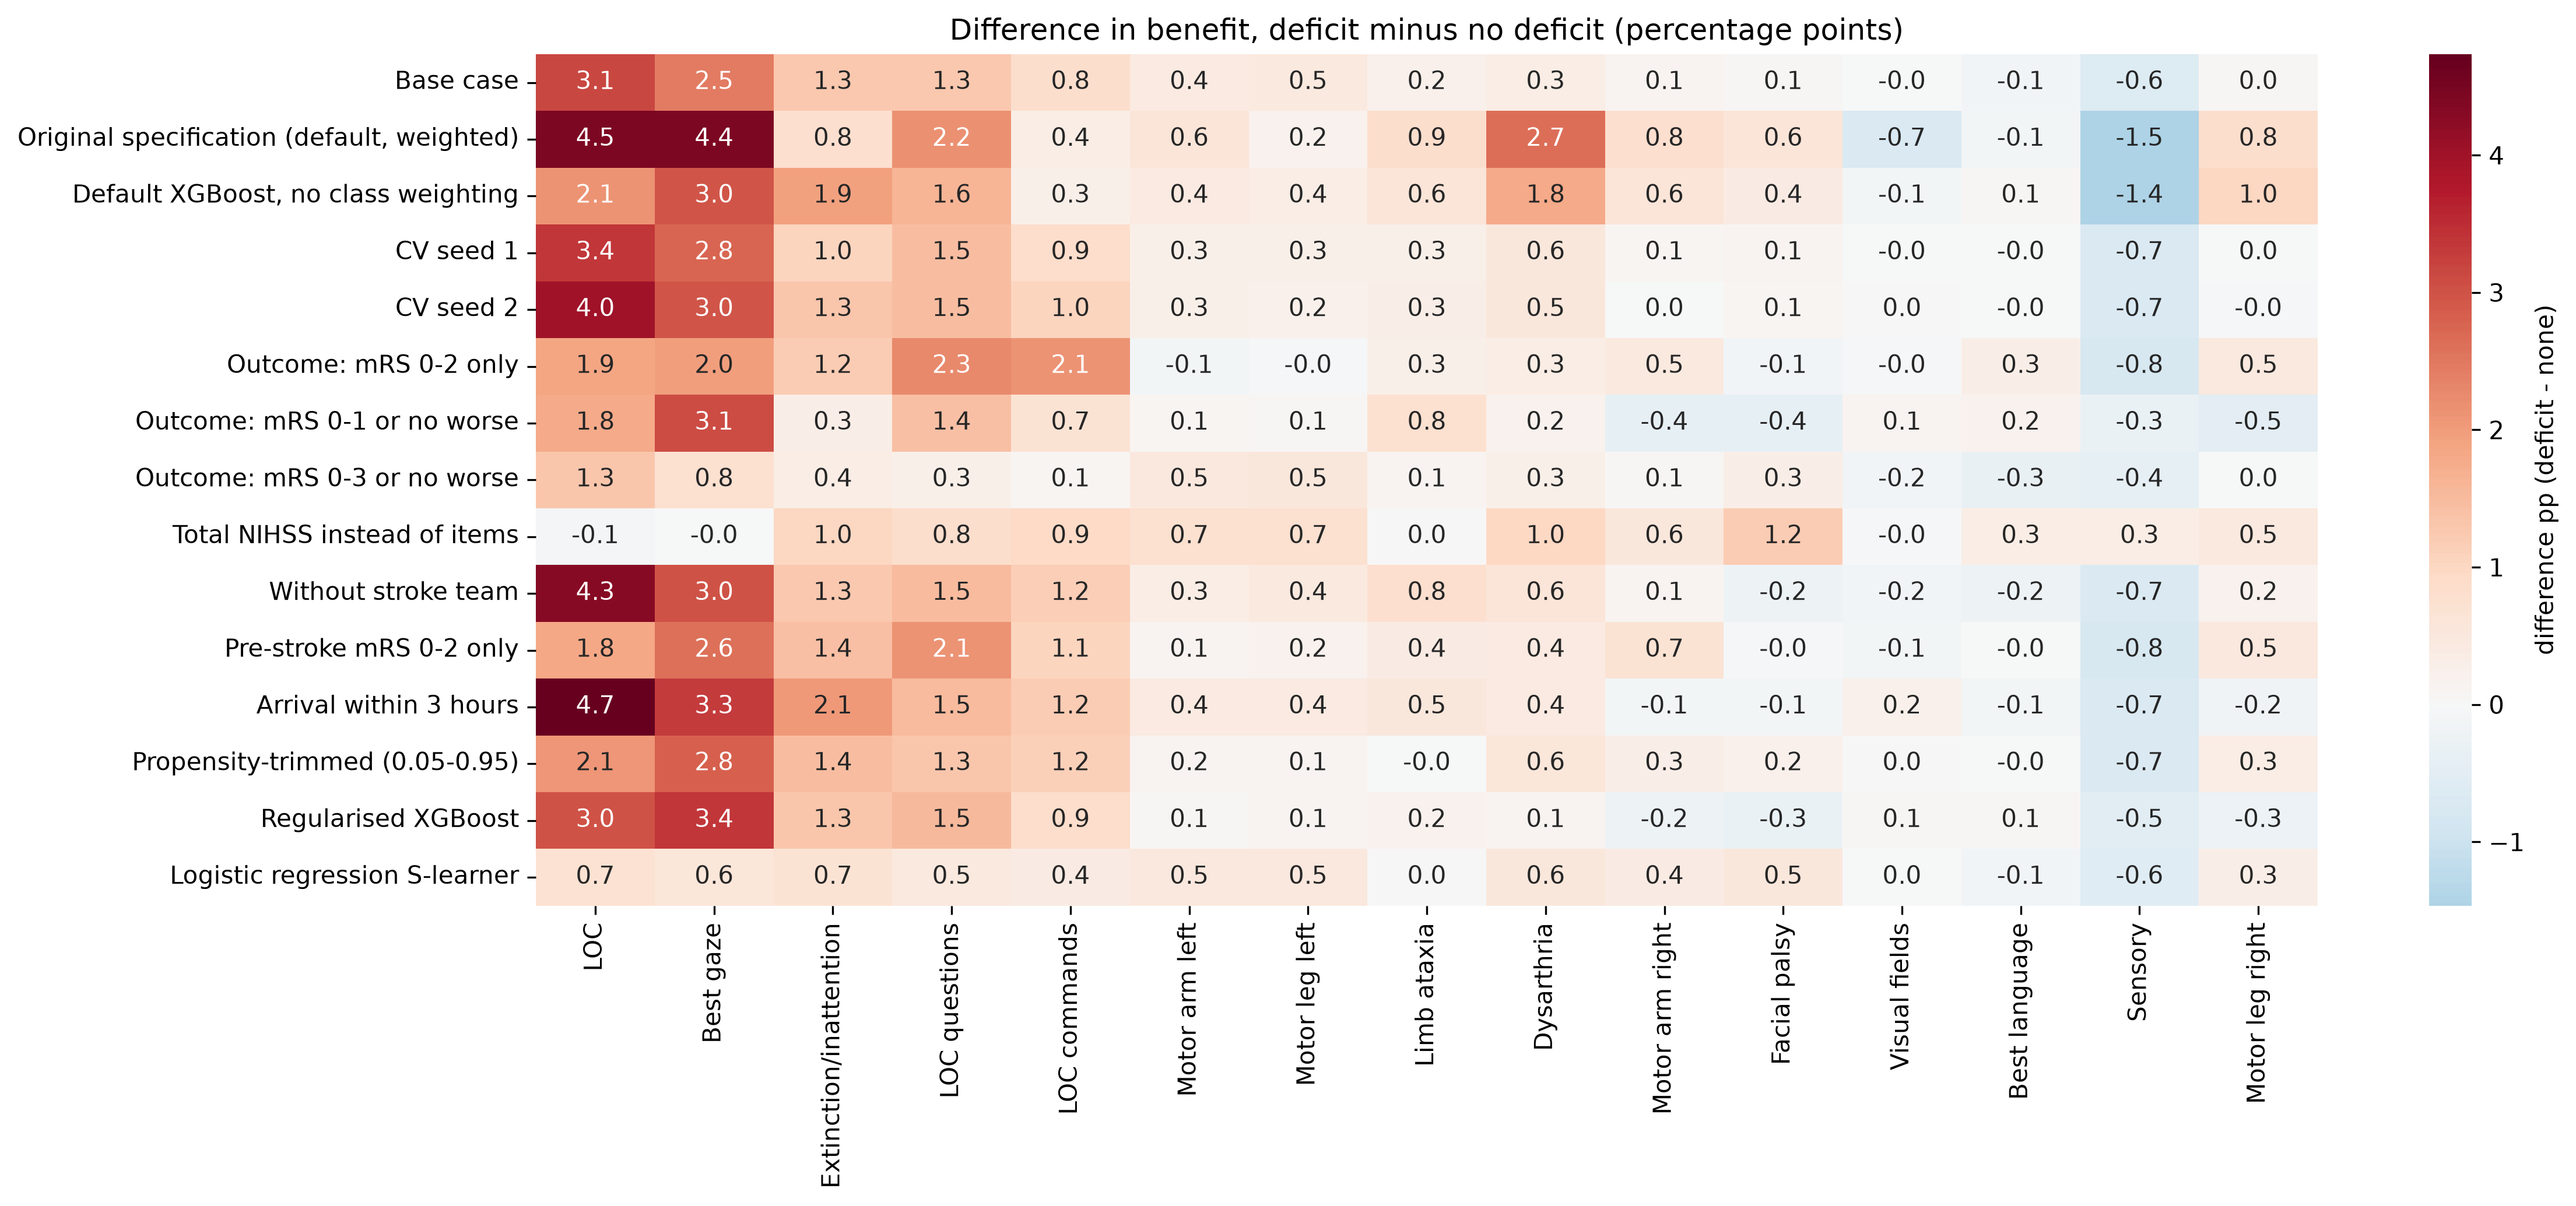 Difference in benefit, deficit minus no deficit (percentage points)
Base case 3.1 2.5 1.3 1.3 0.8 0.4 0.5 0.2 0.3 0.1 0.1 -0.0 -0.1 -0.6 0.0
Original specification (default, weighted) 4.5 4.4 0.8 2.2 0.4 0.6 0.2 0.9 2.7 0.8 0.6 -0.7 -0.1 -1.5 0.8
Default XGBoost, no class weighting 2.1 3.0 1.9 1.6 0.3 0.4 0.4 0.6 1.8 0.6 0.4 -0.1 0.1 -1.4 1.0
CV seed 1 3.4 2.8 1.0 1.5 0.9 0.3 0.3 0.3 0.6 0.1 0.1 -0.0 -0.0 -0.7 0.0
CV seed 2 4.0 3.0 1.3 1.5 1.0 0.3 0.2 0.3 0.5 0.0 0.1 0.0 -0.0 -0.7 -0.0
Outcome: mRS 0-2 only 1.9 2.0 1.2 2.3 2.1 -0.1 -0.0 0.3 0.3 0.5 -0.1 -0.0 0.3 -0.8 0.5
Outcome: mRS 0-1 or no worse 1.8 3.1 0.3 1.4 0.7 0.1 0.1 0.8 0.2 -0.4 -0.4 0.1 0.2 -0.3 -0.5
Outcome: mRS 0-3 or no worse 1.3 0.8 0.4 0.3 0.1 0.5 0.5 0.1 0.3 0.1 0.3 -0.2 -0.3 -0.4 0.0
Total NIHSS instead of items -0.1 -0.0 1.0 0.8 0.9 0.7 0.7 0.0 1.0 0.6 1.2 -0.0 0.3 0.3 0.5
Without stroke team 4.3 3.0 1.3 1.5 1.2 0.3 0.4 0.8 0.6 0.1 -0.2 -0.2 -0.2 -0.7 0.2
Pre-stroke mRS 0-2 only 1.8 2.6 1.4 2.1 1.1 0.1 0.2 0.4 0.4 0.7 -0.0 -0.1 -0.0 -0.8 0.5
Arrival within 3 hours 4.7 3.3 2.1 1.5 1.2 0.4 0.4 0.5 0.4 -0.1 -0.1 0.2 -0.1 -0.7 -0.2
Propensity-trimmed (0.05-0.95) 2.1 2.8 1.4 1.3 1.2 0.2 0.1 -0.0 0.6 0.3 0.2 0.0 -0.0 -0.7 0.3
Regularised XGBoost 3.0 3.4 1.3 1.5 0.9 0.1 0.1 0.2 0.1 -0.2 -0.3 0.1 0.1 -0.5 -0.3
Logistic regression S-learner 0.7 0.6 0.7 0.5 0.4 0.5 0.5 0.0 0.6 0.4 0.5 0.0 -0.1 -0.6 0.3
LOC
Best gaze
Extinction/inattention
LOC questions
LOC commands
Motor arm left
Motor leg left
Limb ataxia
Dysarthria
Motor arm right
Facial palsy
Visual fields
Best language
Sensory
Motor leg right
4
3
2
1
0
−1
difference pp (deficit - none)